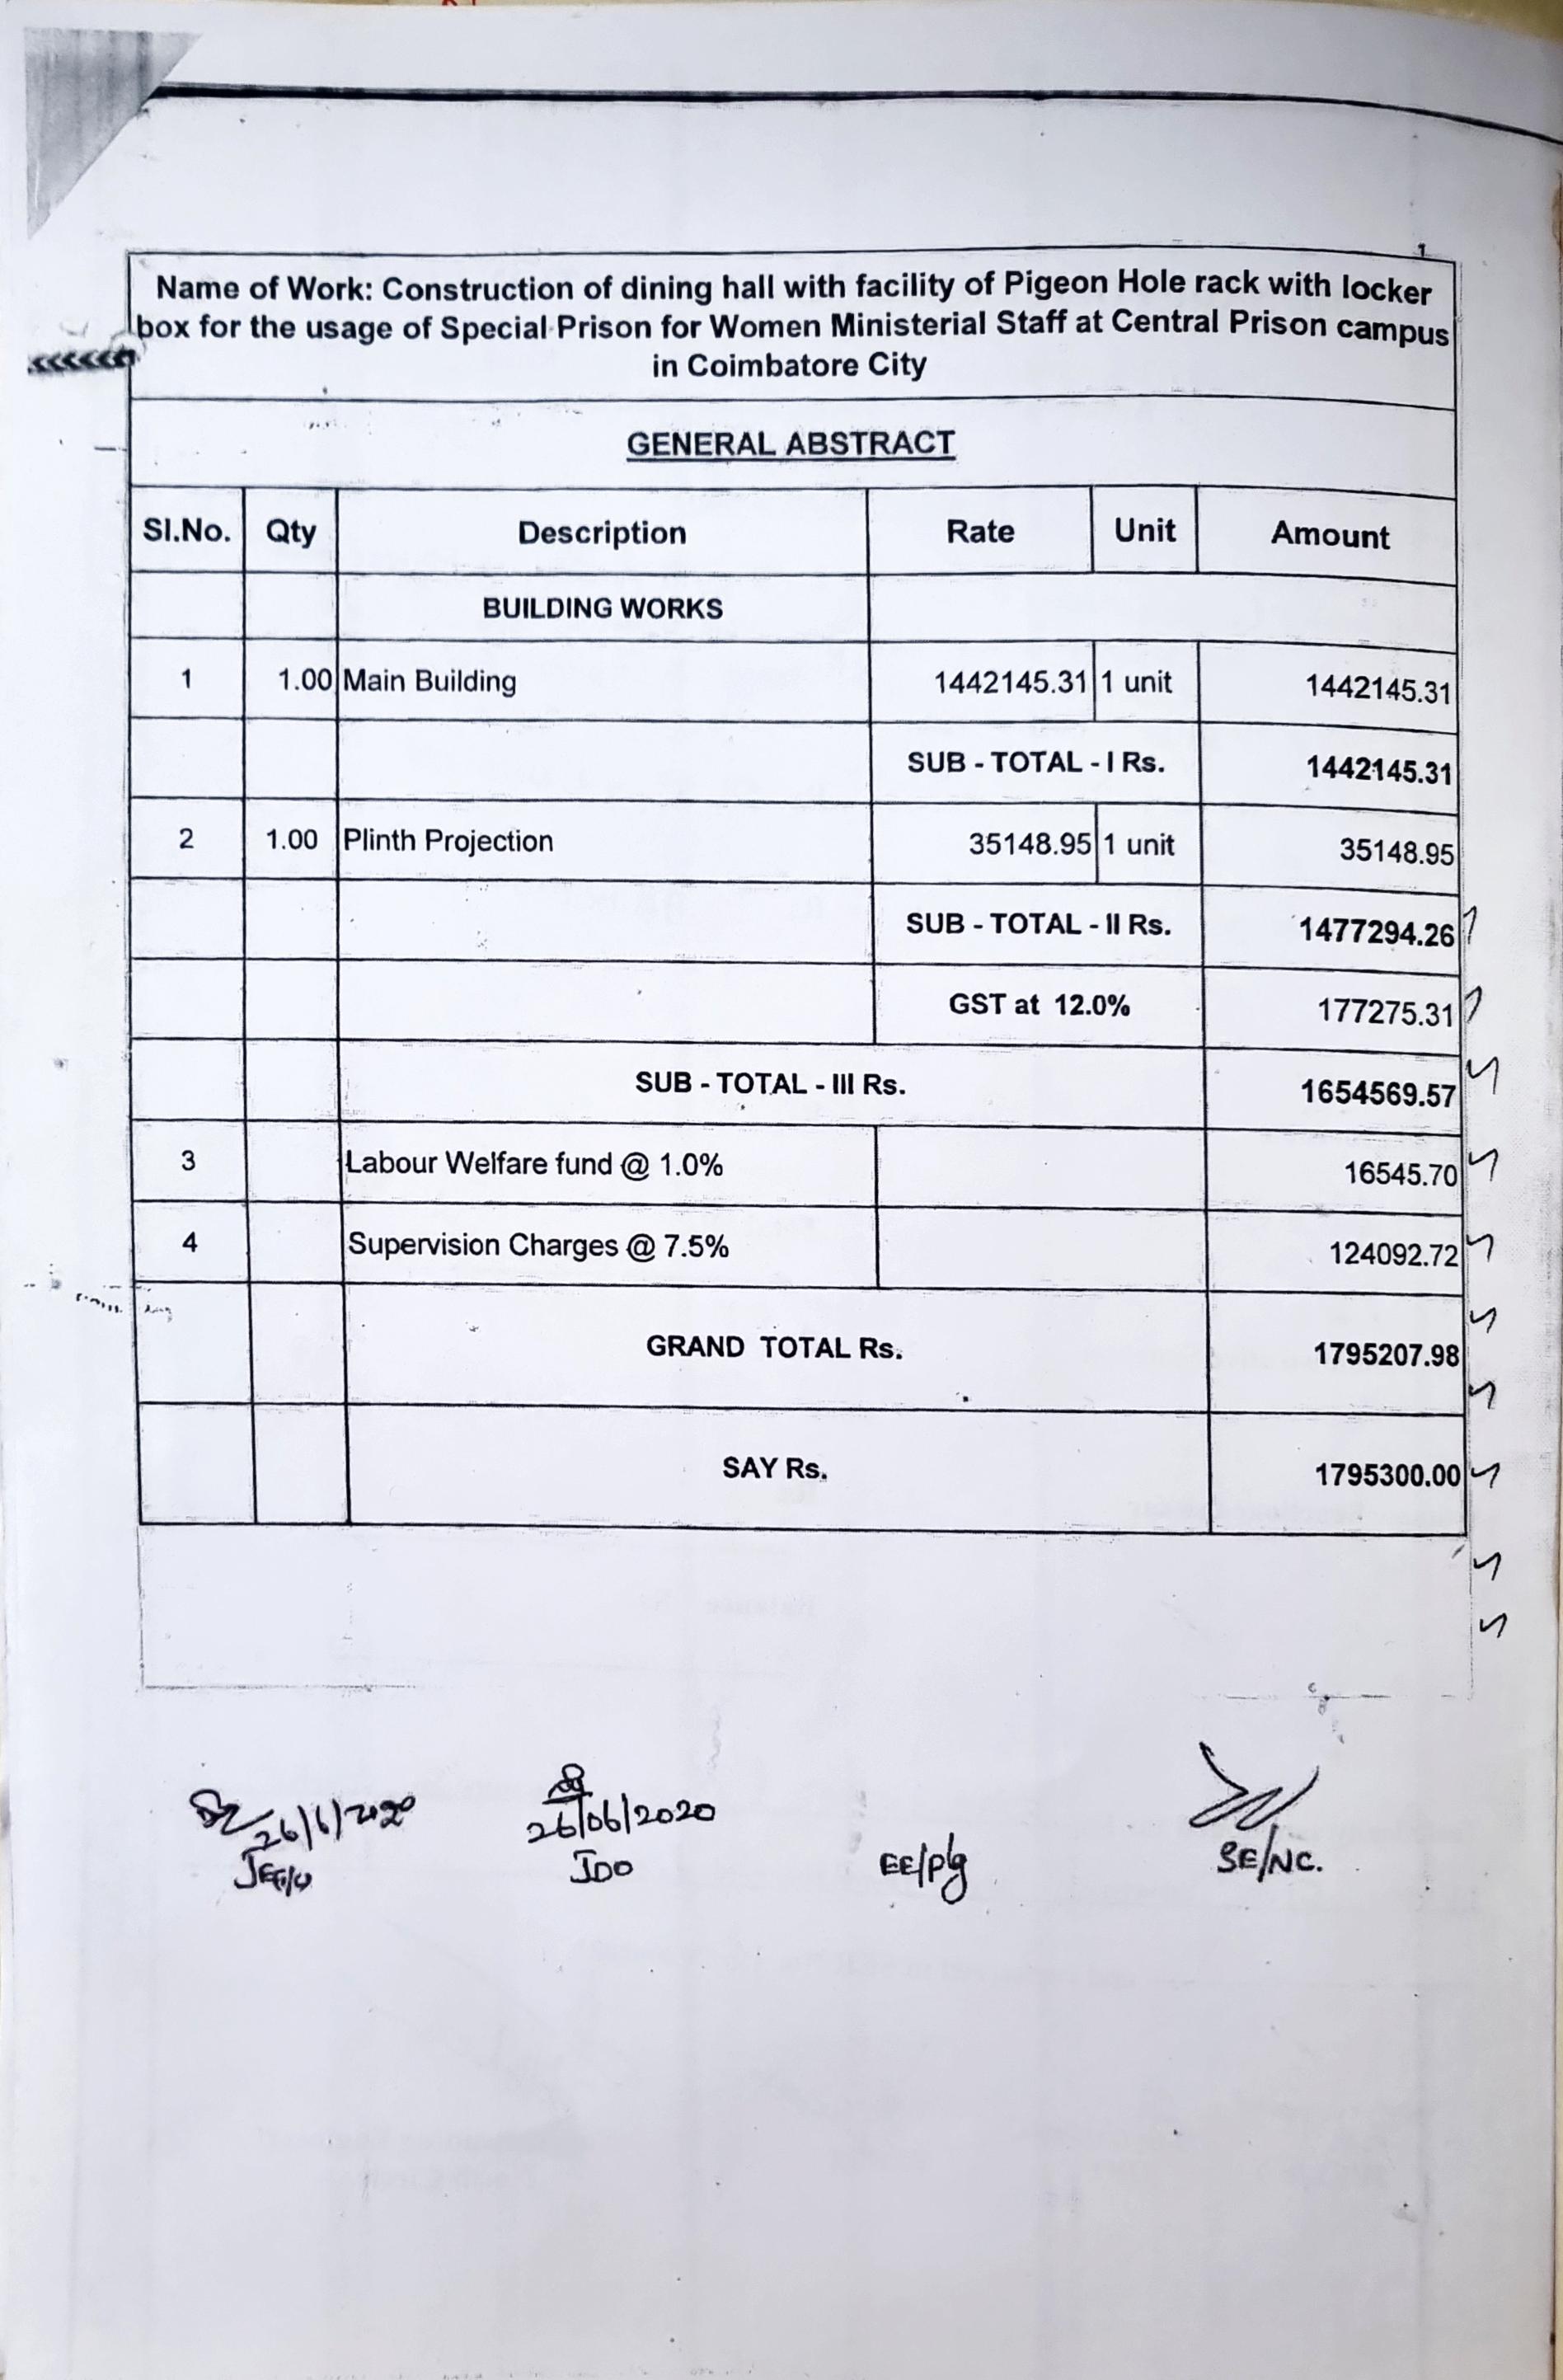 Name of Work: Construction of dining hall with facility of Pigeon Hole rack with locker
box for the usage of Special Prison for Women Ministerial Staff at Central Prison campus
in Coimbatore City
GENERAL ABSTRACT
Sl.No. Qty Description Rate Unit Amount
BUILDING WORKS
1 1.00 Main Building 1442145.31 1 unit 1442145.31
SUB - TOTAL - I Rs. 1442145.31
2 1.00 Plinth Projection 35148.95 1 unit 35148.95
SUB - TOTAL - II Rs. 1477294.26
GST at 12.0% 177275.31
SUB - TOTAL - III Rs. 1654569.57
3 Labour Welfare fund @ 1.0% 16545.70
4 Supervision Charges @ 7.5% 124092.72
GRAND TOTAL Rs. 1795207.98
SAY Rs. 1795300.00
26/6/2020 26/06/2020
JDO EE/plg SE/NC.